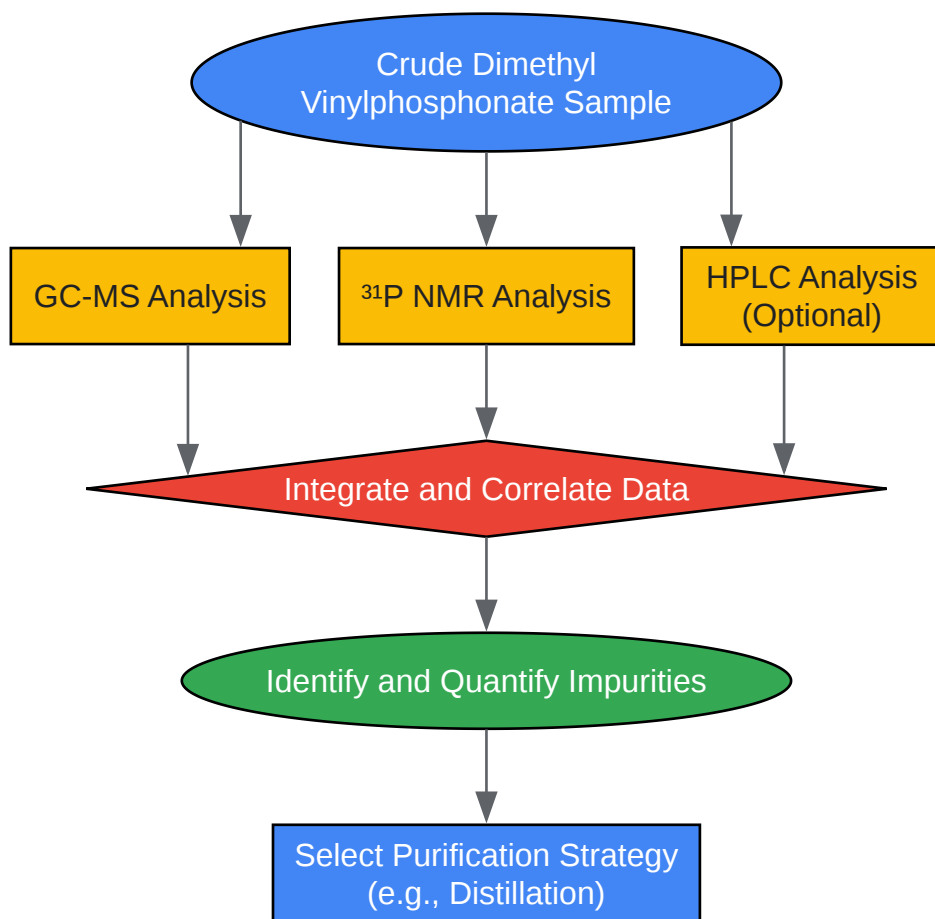 Crude Dimethyl
Vinylphosphonate Sample
GC-MS Analysis
³¹P NMR Analysis
HPLC Analysis
(Optional)
Integrate and Correlate Data
Identify and Quantify Impurities
Select Purification Strategy
(e.g., Distillation)